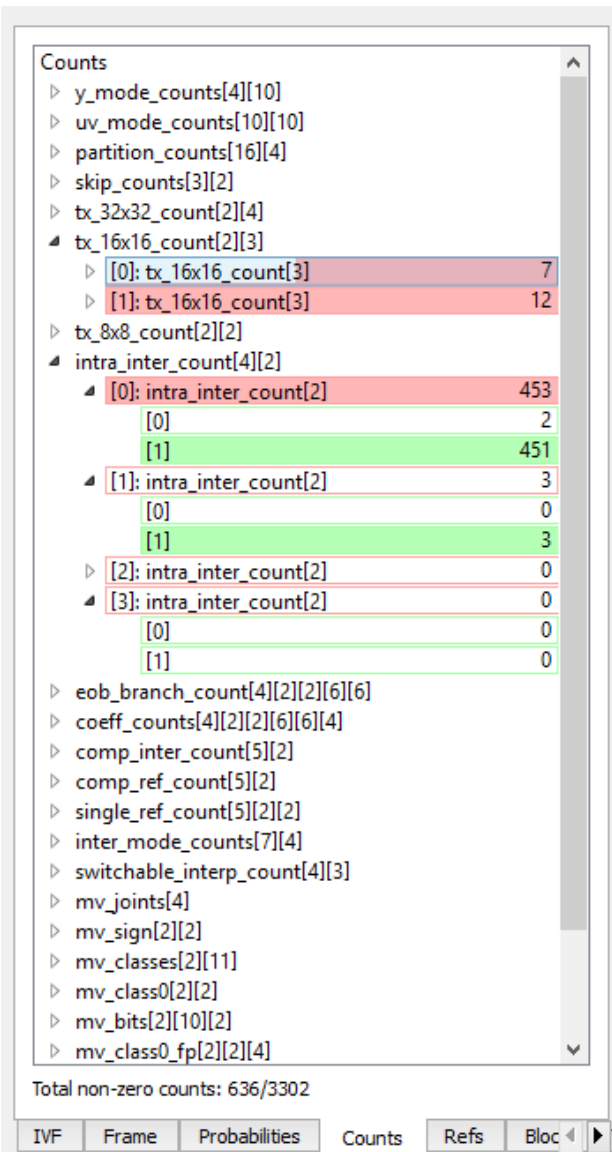 Counts
y_mode_counts[4][10]
uv_mode_counts[10][10]
partition_counts[16][4]
skip_counts[3][2]
tx_32x32_count[2][4]
tx_16x16_count[2][3]
[0]: tx_16x16_count[3] 7
[1]: tx_16x16_count[3] 12
tx_8x8_count[2][2]
intra_inter_count[4][2]
[0]: intra_inter_count[2] 453
[0] 2
[1] 451
[1]: intra_inter_count[2] 3
[0] 0
[1] 3
[2]: intra_inter_count[2] 0
[3]: intra_inter_count[2] 0
[0] 0
[1] 0
eob_branch_count[4][2][2][6][6]
coeff_counts[4][2][2][6][6][4]
comp_inter_count[5][2]
comp_ref_count[5][2]
single_ref_count[5][2][2]
inter_mode_counts[7][4]
switchable_interp_count[4][3]
mv_joints[4]
mv_sign[2][2]
mv_classes[2][11]
mv_class0[2][2]
mv_bits[2][10][2]
mv_class0_fp[2][2][4]
Total non-zero counts: 636/3302
IVF Frame Probabilities Counts Refs Bloc